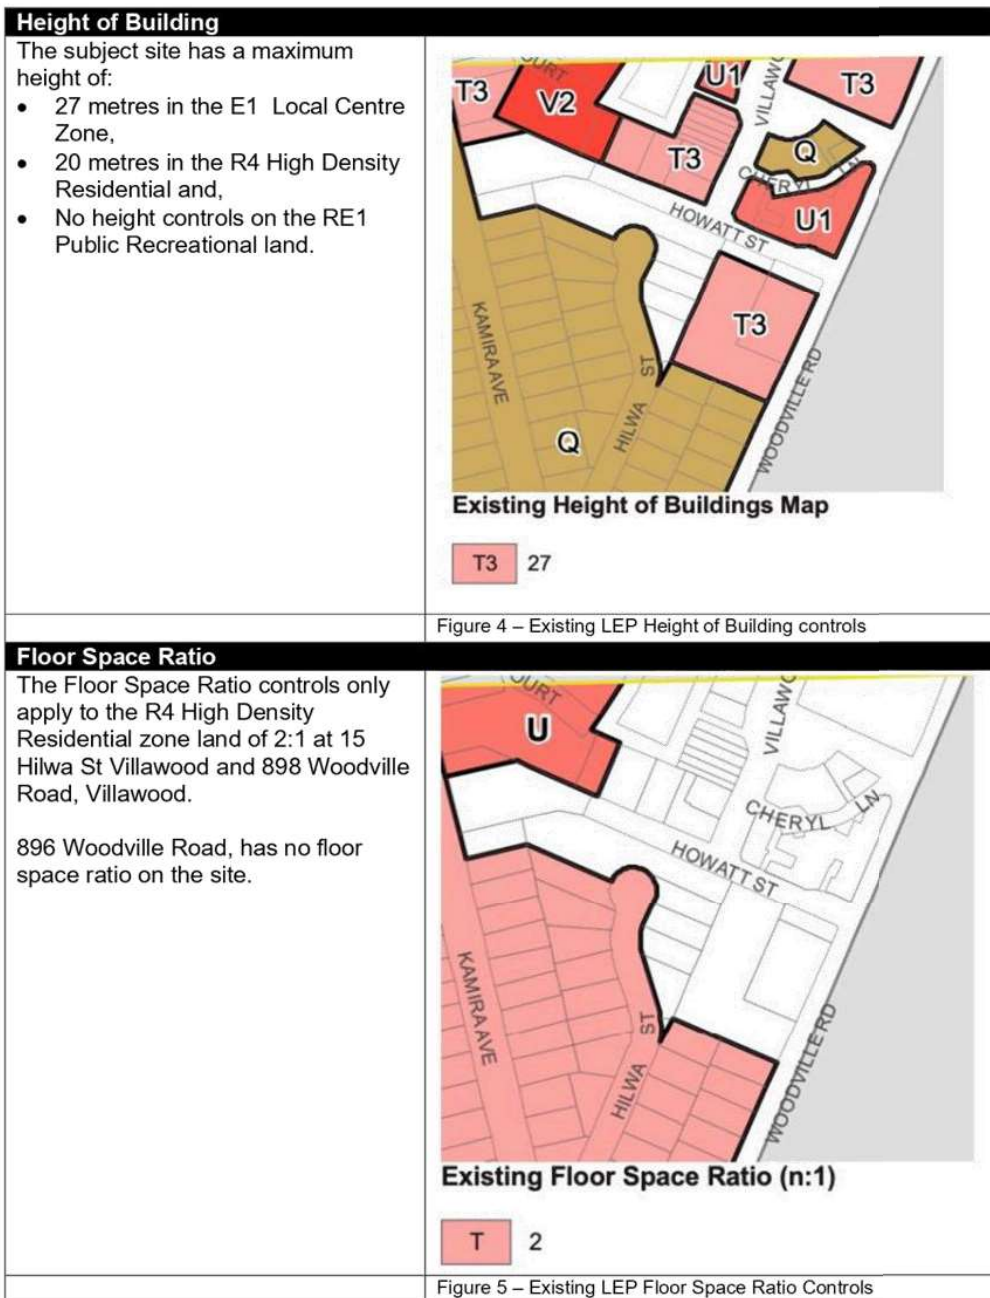 Height of Building
The subject site has a maximum
height of:
• 27 metres in the E1 Local Centre
Zone,
• 20 metres in the R4 High Density
Residential and,
• No height controls on the RE1
Public Recreational land.
T3
V2
U1
T3
T3
Q
U1
T3
Q
VILLAWO
CHERYL LN
HOWATT ST
KAMIRA AVE
HILWA ST
WOODVILLE RD
Existing Height of Buildings Map
T3 27
Figure 4 – Existing LEP Height of Building controls
Floor Space Ratio
The Floor Space Ratio controls only
apply to the R4 High Density
Residential zone land of 2:1 at 15
Hilwa St Villawood and 898 Woodville
Road, Villawood.
896 Woodville Road, has no floor
space ratio on the site.
OURT
U
VILLAWO
CHERYL LN
HOWATT ST
KAMIRA AVE
HILWA ST
WOODVILLE RD
Existing Floor Space Ratio (n:1)
T 2
Figure 5 – Existing LEP Floor Space Ratio Controls